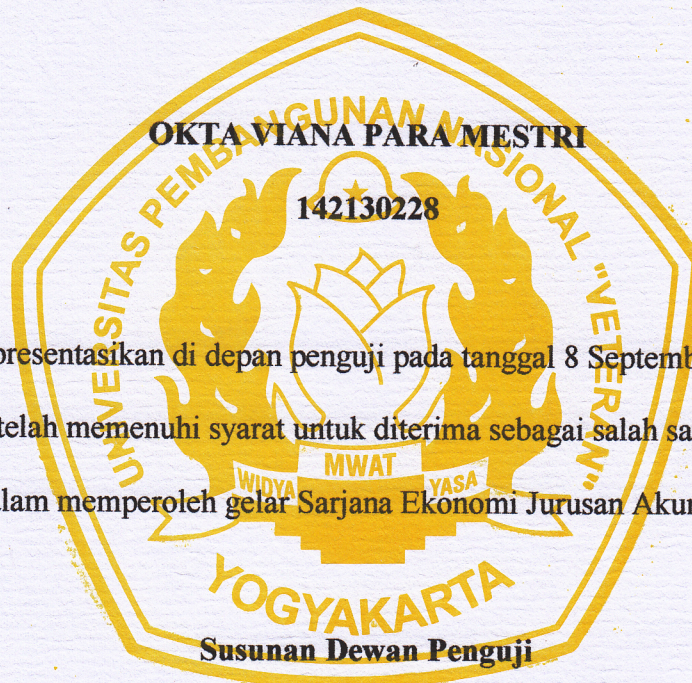 OKTA VIANA PARA MESTRI
142130228
presentasikan di depan penguji pada tanggal 8 Septemb
telah memenuhi syarat untuk diterima sebagai salah sa
lam memperoleh gelar Sarjana Ekonomi Jurusan Akun
Susunan Dewan Penguji
UNIVERSITAS PEMBANGUNAN NASIONAL "VETERAN"
WIDYA MWAT YASA
YOGYAKARTA